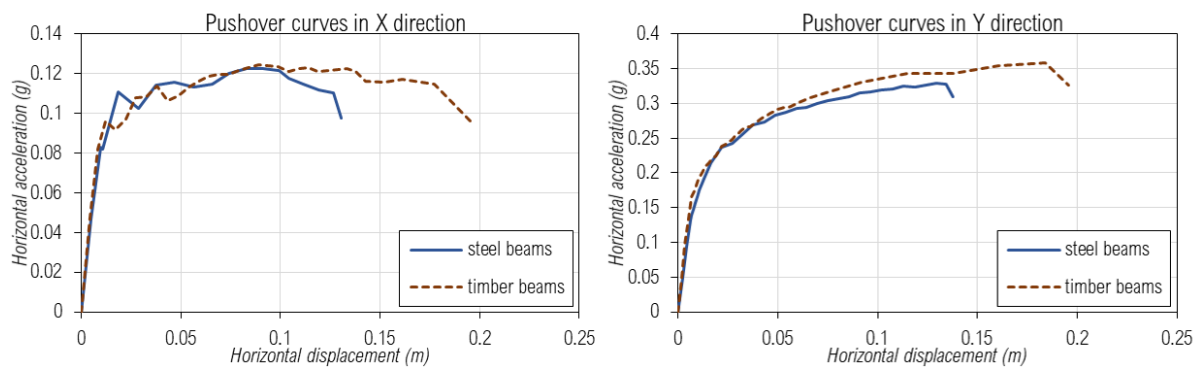 Pushover curves in X direction
0.14
0.12
0.10
0.08
0.06
0.04
0.02
0
Horizontal acceleration (g)
steel beams
timber beams
0 0.05 0.1 0.15 0.2 0.25
Horizontal displacement (m)
Pushover curves in Y direction
0.4
0.35
0.3
0.25
0.2
0.15
0.1
0.05
0
Horizontal acceleration (g)
steel beams
timber beams
0 0.05 0.1 0.15 0.2 0.25
Horizontal displacement (m)